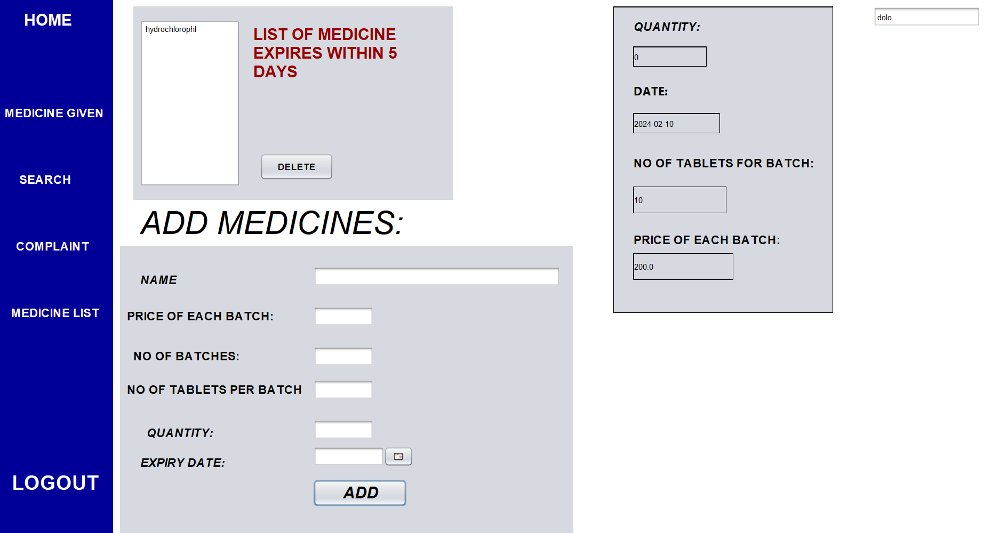 HOME
MEDICINE GIVEN
SEARCH
COMPLAINT
MEDICINE LIST
LOGOUT
hydrochlorophl
LIST OF MEDICINE
EXPIRES WITHIN 5
DAYS
DELETE
ADD MEDICINES:
NAME
PRICE OF EACH BATCH:
NO OF BATCHES:
NO OF TABLETS PER BATCH
QUANTITY:
EXPIRY DATE:
ADD
QUANTITY:
0
DATE:
2024-02-10
NO OF TABLETS FOR BATCH:
10
PRICE OF EACH BATCH:
200.0
dolo